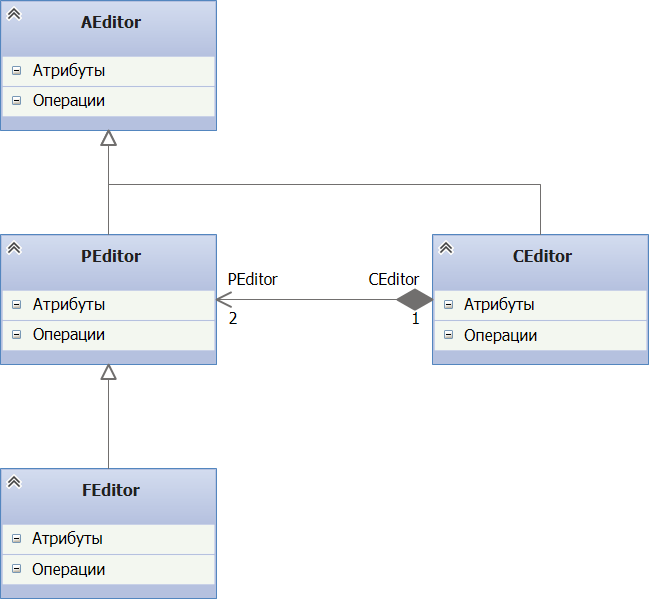 AEditor
Атрибуты
Операции
PEditor
Атрибуты
Операции
PEditor
2
CEditor
1
CEditor
Атрибуты
Операции
FEditor
Атрибуты
Операции